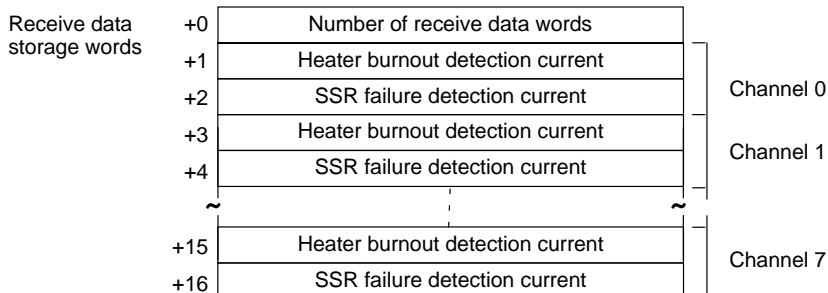 Receive data
storage words
+0 Number of receive data words
+1 Heater burnout detection current
+2 SSR failure detection current
Channel 0
+3 Heater burnout detection current
+4 SSR failure detection current
Channel 1
~ ~
+15 Heater burnout detection current
+16 SSR failure detection current
Channel 7